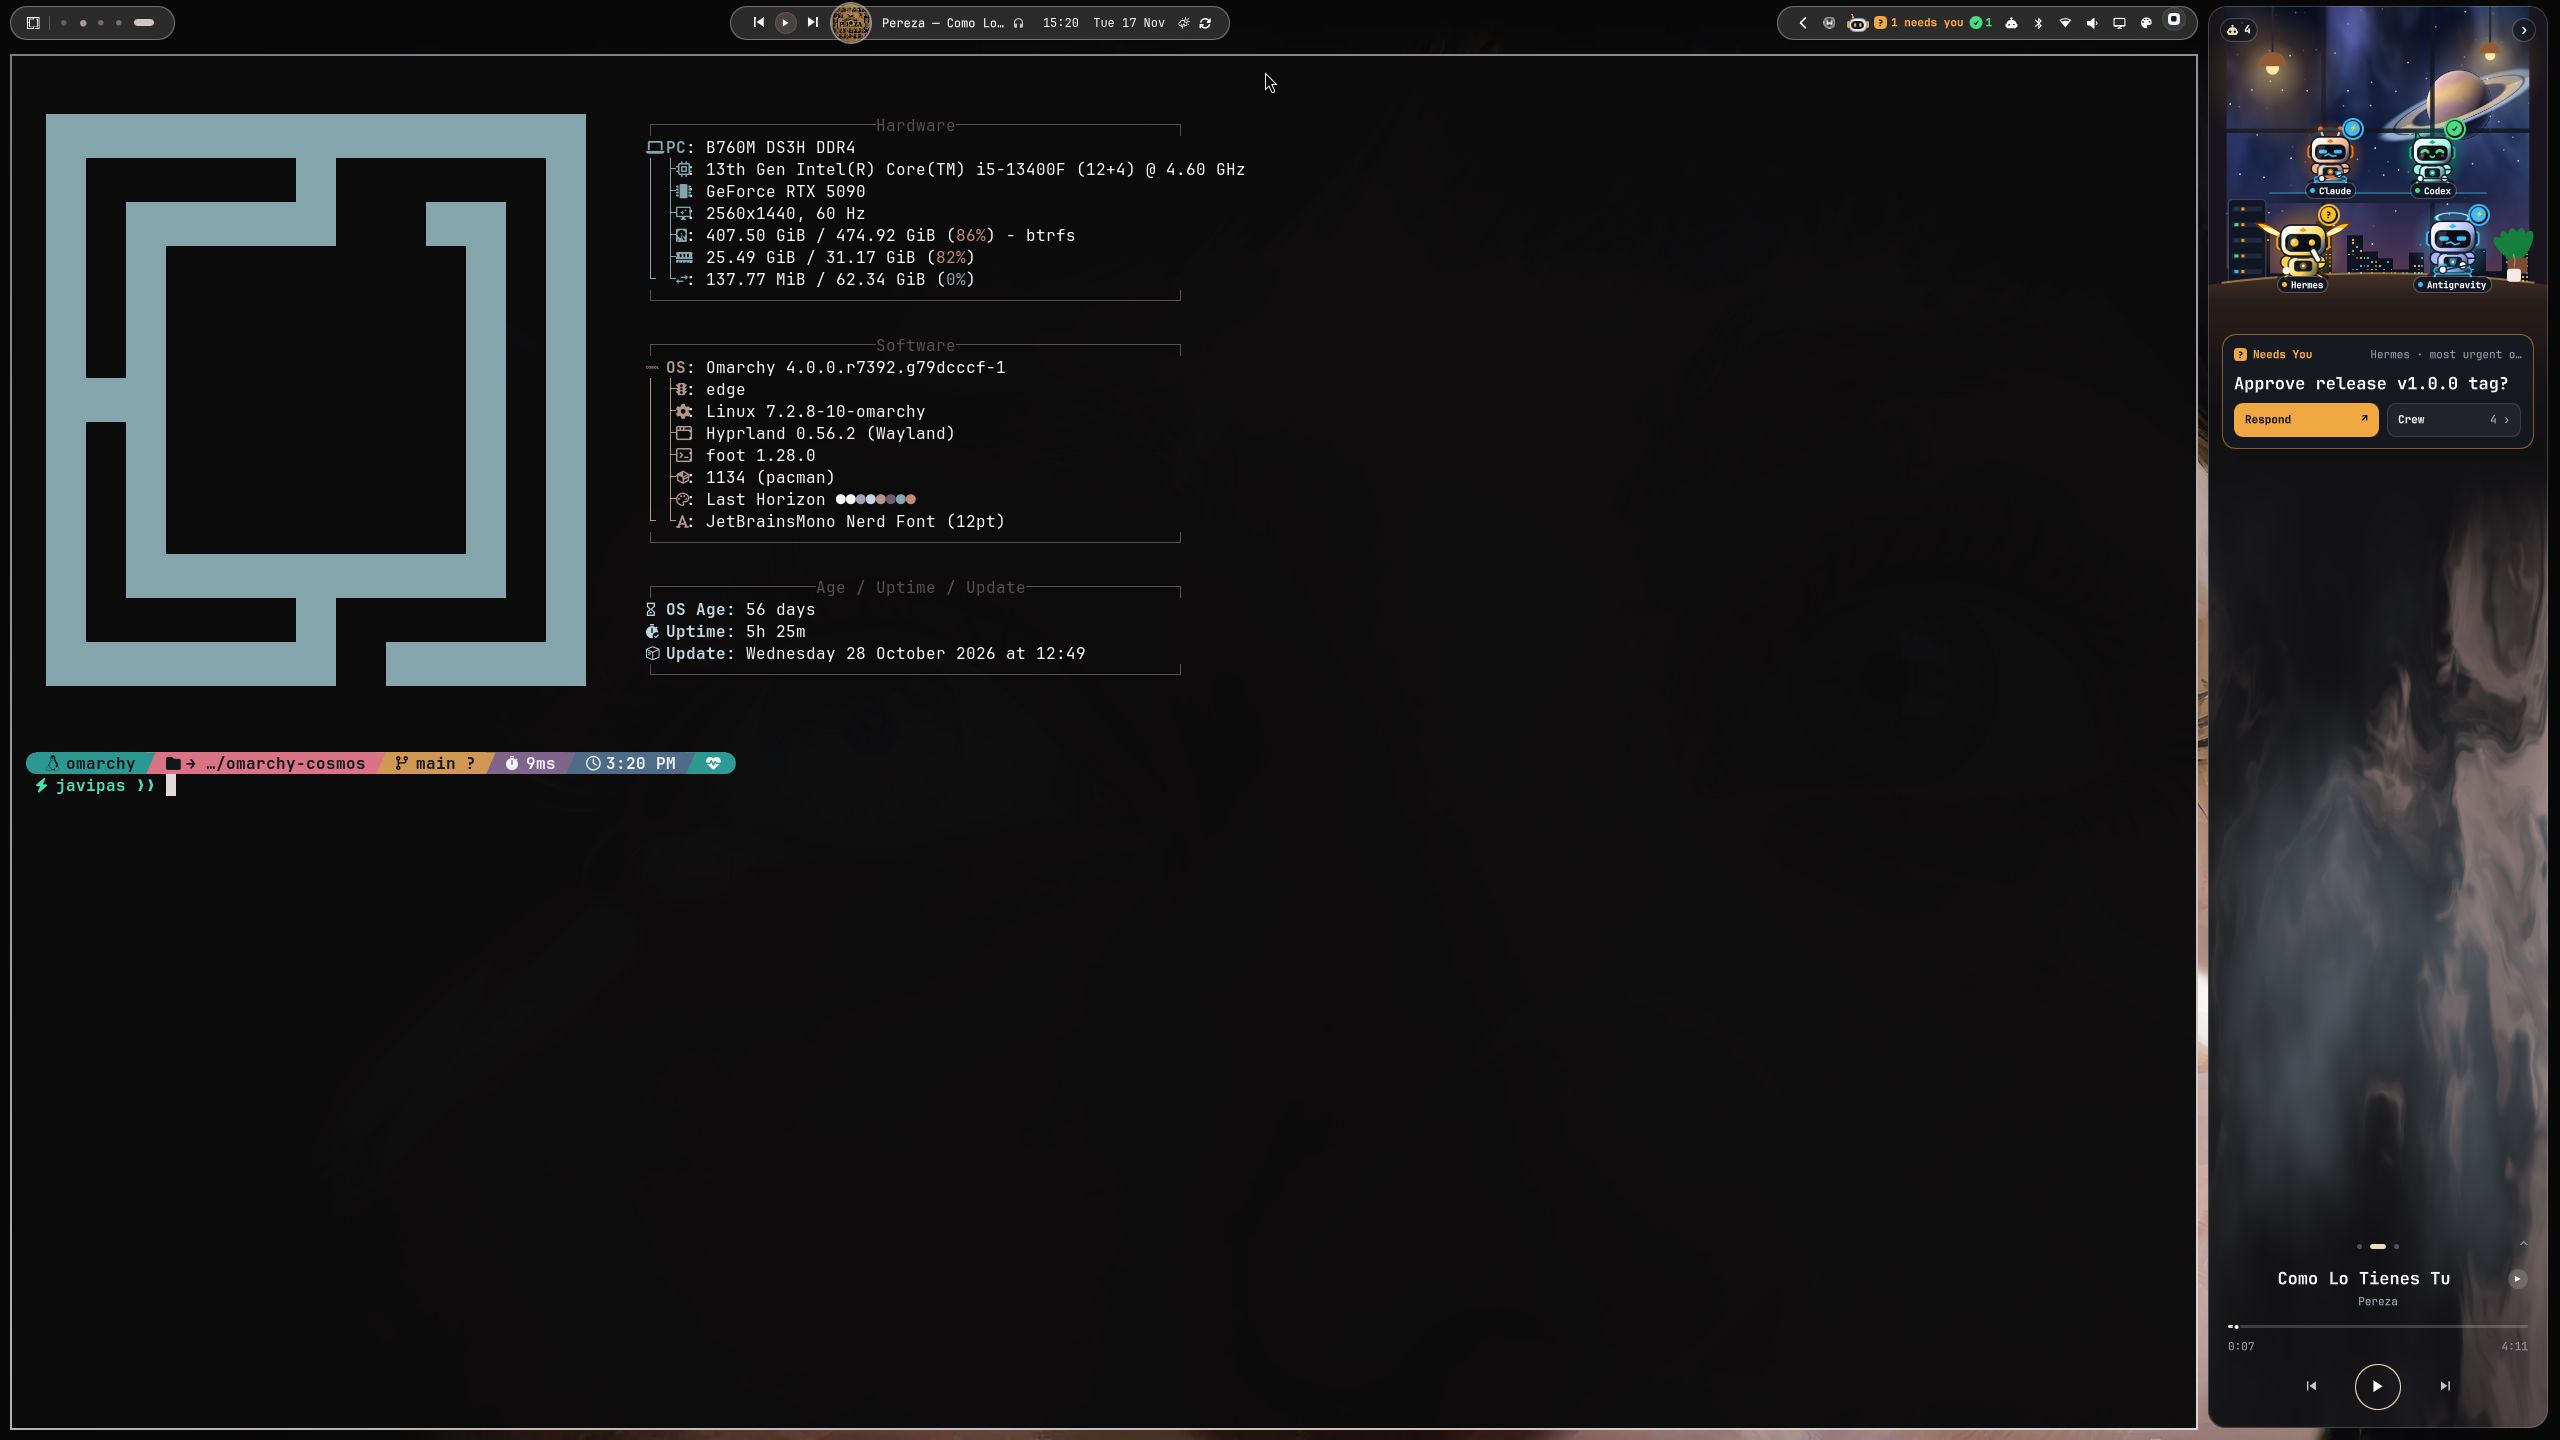 Pereza — Como Lo…
15:20 Tue 17 Nov
? 1 needs you 1
4
Claude
Codex
Hermes
Antigravity
? Needs You
Hermes · most urgent o…
Approve release v1.0.0 tag?
Respond
Crew 4
Hardware
PC: B760M DS3H DDR4
: 13th Gen Intel(R) Core(TM) i5-13400F (12+4) @ 4.60 GHz
: GeForce RTX 5090
: 2560x1440, 60 Hz
: 407.50 GiB / 474.92 GiB (86%) - btrfs
: 25.49 GiB / 31.17 GiB (82%)
: 137.77 MiB / 62.34 GiB (0%)
Software
OS: Omarchy 4.0.0.r7392.g79dcccf-1
: edge
: Linux 7.2.8-10-omarchy
: Hyprland 0.56.2 (Wayland)
: foot 1.28.0
: 1134 (pacman)
: Last Horizon
: JetBrainsMono Nerd Font (12pt)
Age / Uptime / Update
OS Age: 56 days
Uptime: 5h 25m
Update: Wednesday 28 October 2026 at 12:49
omarchy → …/omarchy-cosmos main ? 9ms 3:20 PM
javipas ❯❯
Como Lo Tienes Tu
Pereza
0:07 4:11